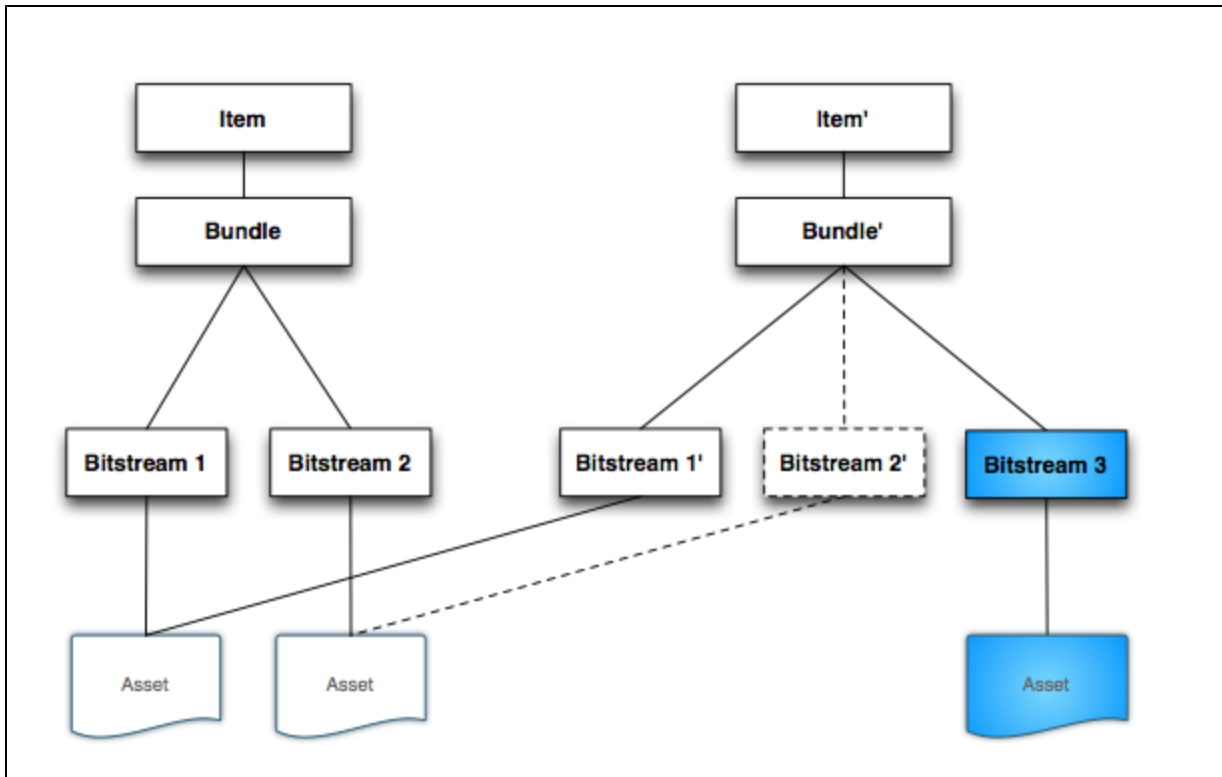 Item
Item'
Bundle
Bundle'
Bitstream 1
Bitstream 2
Bitstream 1'
Bitstream 2'
Bitstream 3
Asset
Asset
Asset